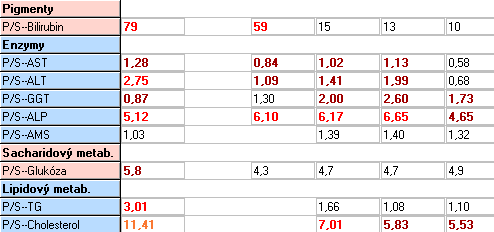 Pigmenty
P/S--Bilirubin 79 59 15 13 10
Enzymy
P/S--AST 1,28 0,84 1,02 1,13 0,58
P/S--ALT 2,75 1,09 1,41 1,99 0,68
P/S--GGT 0,87 1,30 2,00 2,60 1,73
P/S--ALP 5,12 6,10 6,17 6,65 4,65
P/S--AMS 1,03 1,39 1,40 1,32
Sacharidový metab.
P/S--Glukóza 5,8 4,3 4,7 4,7 4,9
Lipidový metab.
P/S--TG 3,01 1,66 1,08 1,10
P/S--Cholesterol 11,41 7,01 5,83 5,53